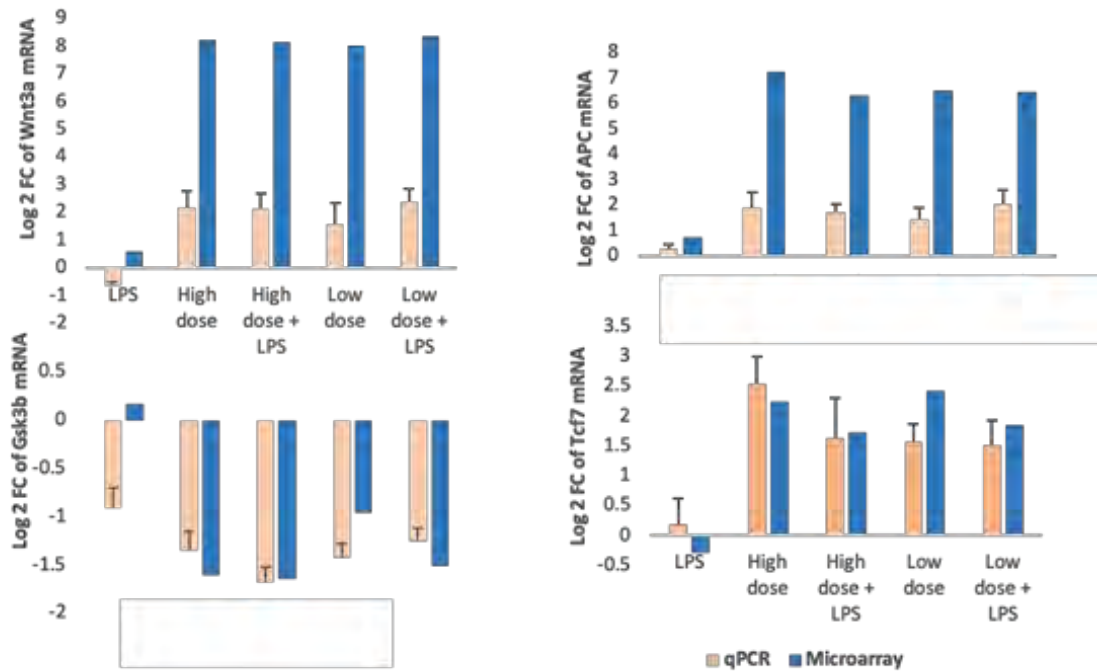 Log 2 FC of Wnt3a mRNA
9
8
7
6
5
4
3
2
1
0
-1
-2
LPS
High dose
High dose + LPS
Low dose
Low dose + LPS
Log 2 FC of APC mRNA
8
7
6
5
4
3
2
1
0
Log 2 FC of Gsk3b mRNA
0.5
0
-0.5
-1
-1.5
-2
Log 2 FC of Tcf7 mRNA
3.5
3
2.5
2
1.5
1
0.5
0
-0.5
LPS
High dose
High dose + LPS
Low dose
Low dose + LPS
qPCR
Microarray